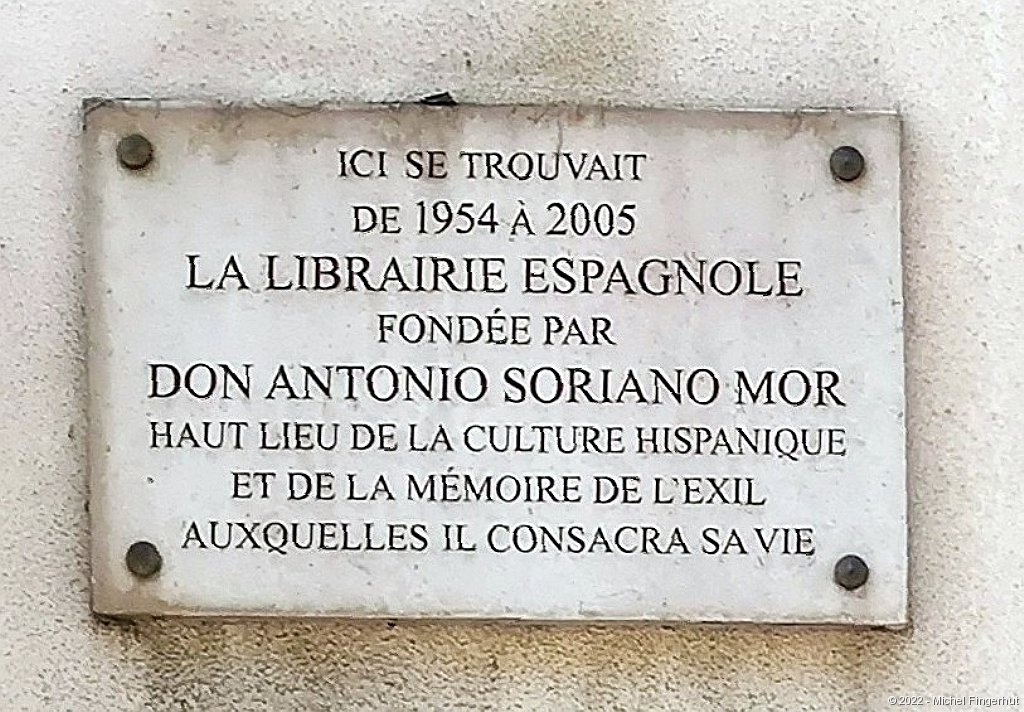 ICI SE TROUVAIT
DE 1954 À 2005
LA LIBRAIRIE ESPAGNOLE
FONDÉE PAR
DON ANTONIO SORIANO MOR
HAUT LIEU DE LA CULTURE HISPANIQUE
ET DE LA MÉMOIRE DE L'EXIL
AUXQUELLES IL CONSACRA SA VIE
© 2022 - Michel Fingerhut